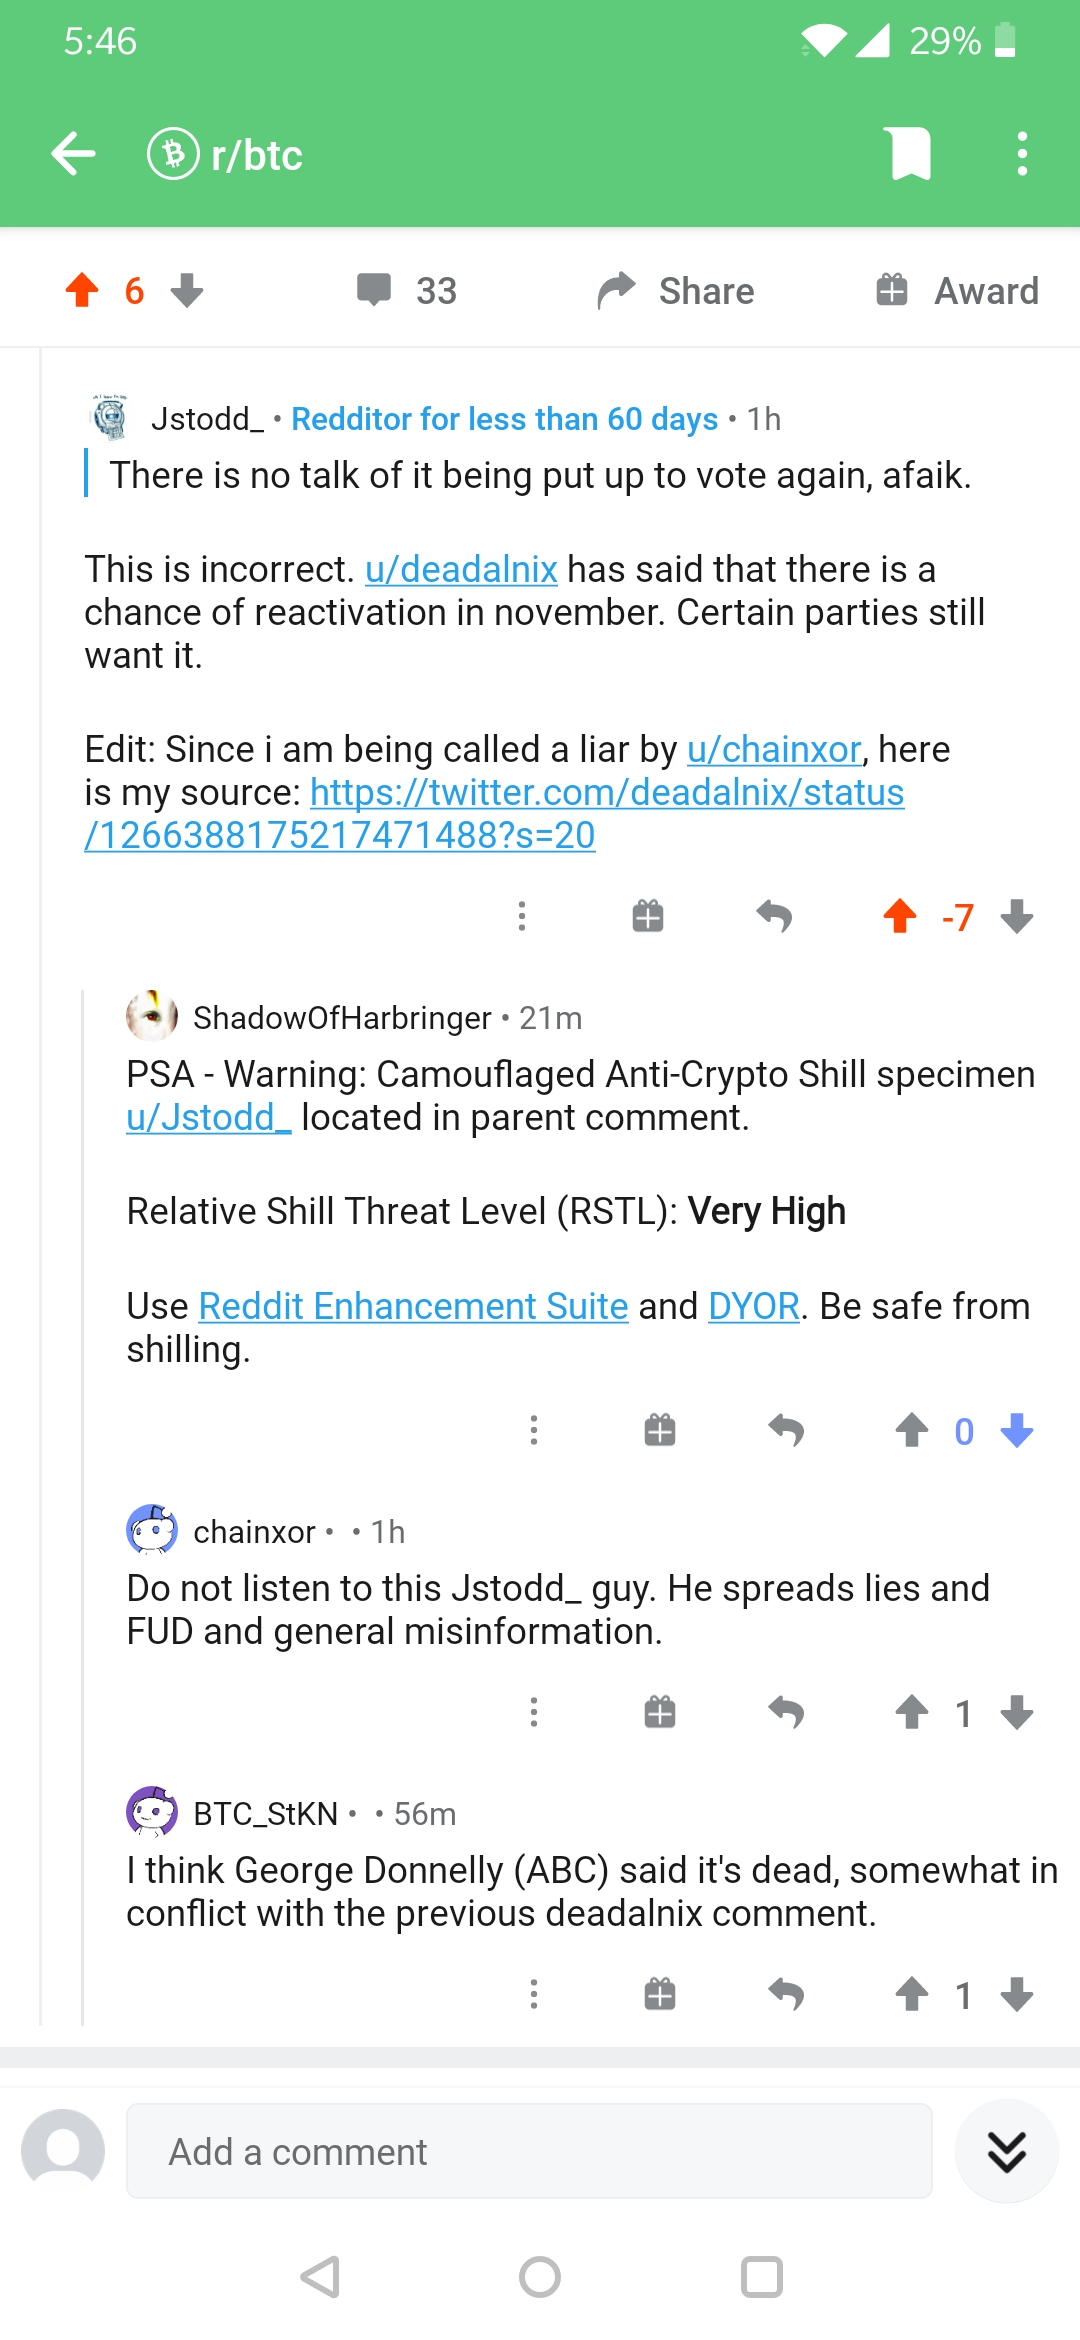 5:46
29%
r/btc
6
33
Share
Award
Jstodd_ • Redditor for less than 60 days • 1h
There is no talk of it being put up to vote again, afaik.
This is incorrect. u/deadalnix has said that there is a
chance of reactivation in november. Certain parties still
want it.
Edit: Since i am being called a liar by u/chainxor, here
is my source: https://twitter.com/deadalnix/status
/1266388175217471488?s=20
-7
ShadowOfHarbringer • 21m
PSA - Warning: Camouflaged Anti-Crypto Shill specimen
u/Jstodd_ located in parent comment.
Relative Shill Threat Level (RSTL): Very High
Use Reddit Enhancement Suite and DYOR. Be safe from
shilling.
0
chainxor • • 1h
Do not listen to this Jstodd_ guy. He spreads lies and
FUD and general misinformation.
1
BTC_StKN • • 56m
I think George Donnelly (ABC) said it's dead, somewhat in
conflict with the previous deadalnix comment.
1
Add a comment